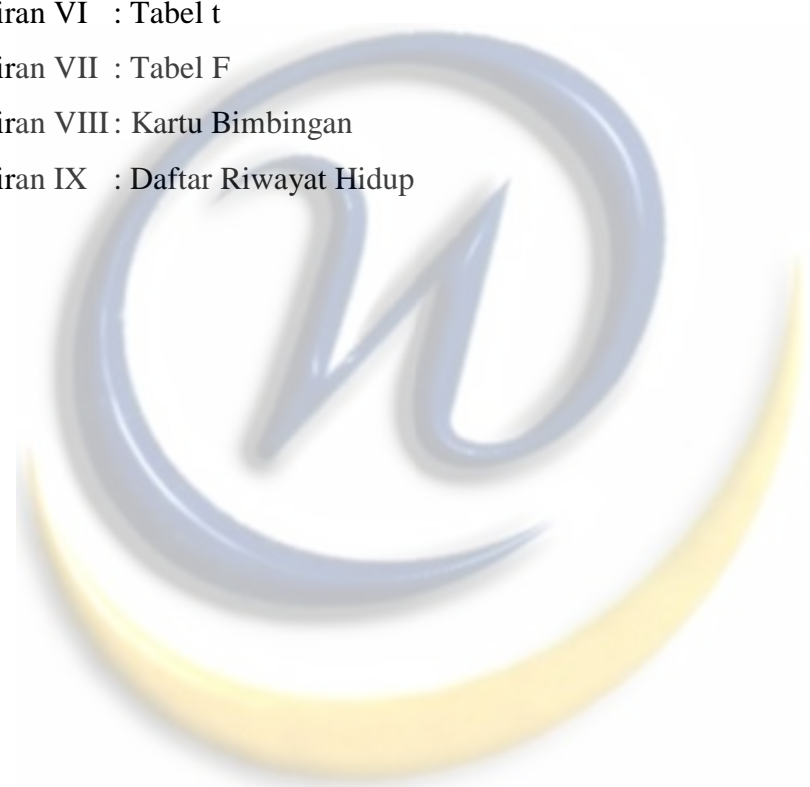 iran VI : Tabel t
iran VII : Tabel F
iran VIII : Kartu Bimbingan
iran IX : Daftar Riwayat Hidup